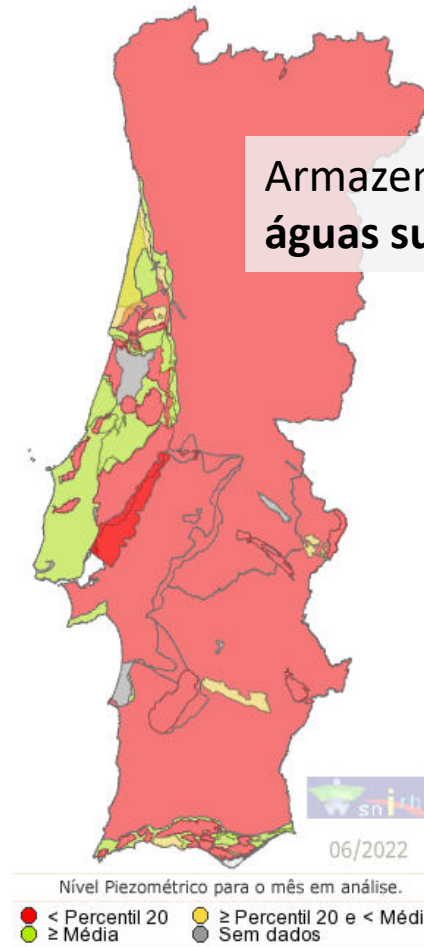 Armazen
águas su
snirh
06/2022
Nível Piezométrico para o mês em análise.
< Percentil 20
≥ Percentil 20 e < Médi
≥ Média
Sem dados